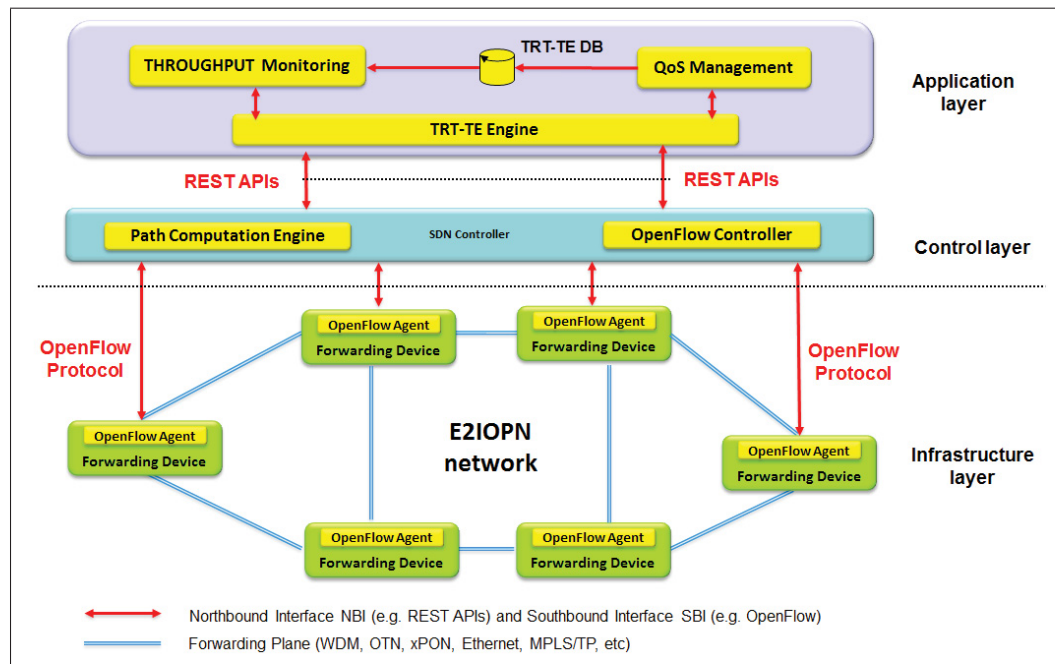 TRT-TE DB
THROUGHPUT Monitoring
QoS Management
Application
layer
TRT-TE Engine
REST APIs
REST APIs
Path Computation Engine
SDN Controller
OpenFlow Controller
Control layer
OpenFlow Agent
Forwarding Device
OpenFlow Agent
Forwarding Device
OpenFlow
Protocol
OpenFlow
Protocol
OpenFlow Agent
Forwarding Device
E2IOPN
network
OpenFlow Agent
Forwarding Device
Infrastructure
layer
OpenFlow Agent
Forwarding Device
OpenFlow Agent
Forwarding Device
Northbound Interface NBI (e.g. REST APIs) and Southbound Interface SBI (e.g. OpenFlow)
Forwarding Plane (WDM, OTN, xPON, Ethernet, MPLS/TP, etc)